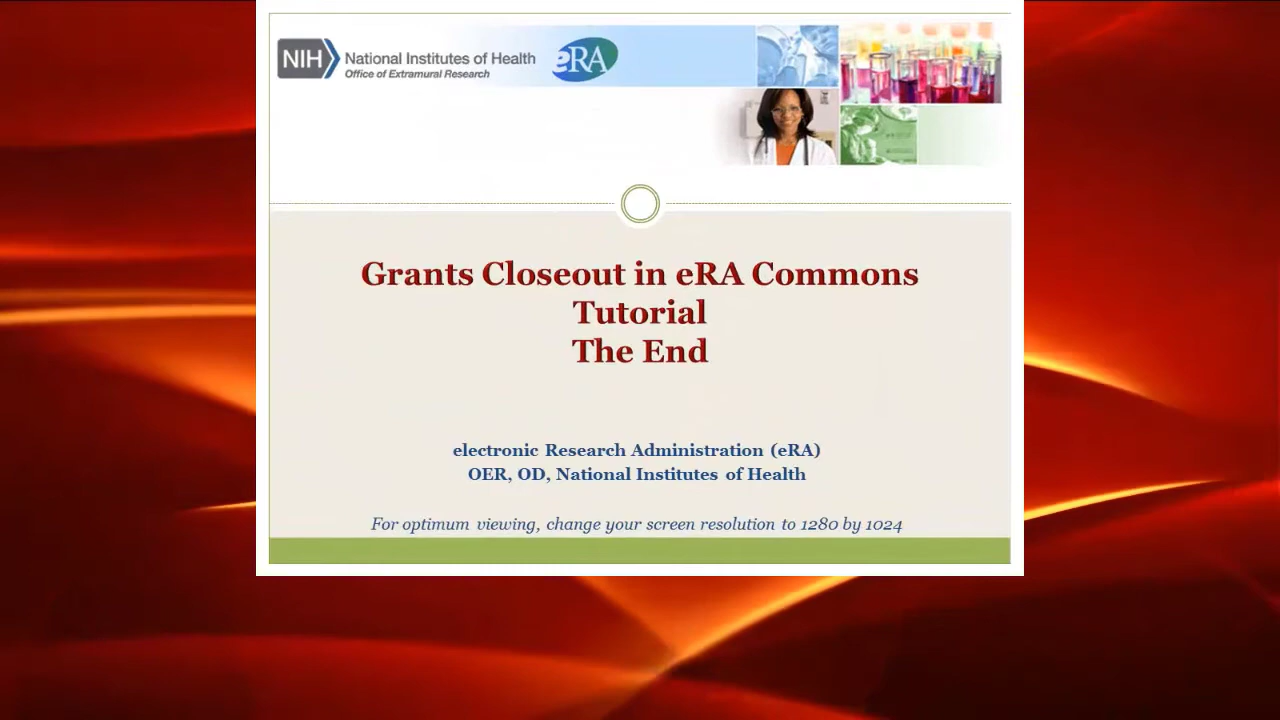 NIH National Institutes of Health
Office of Extramural Research
eRA
Grants Closeout in eRA Commons
Tutorial
The End
electronic Research Administration (eRA)
OER, OD, National Institutes of Health
For optimum viewing, change your screen resolution to 1280 by 1024